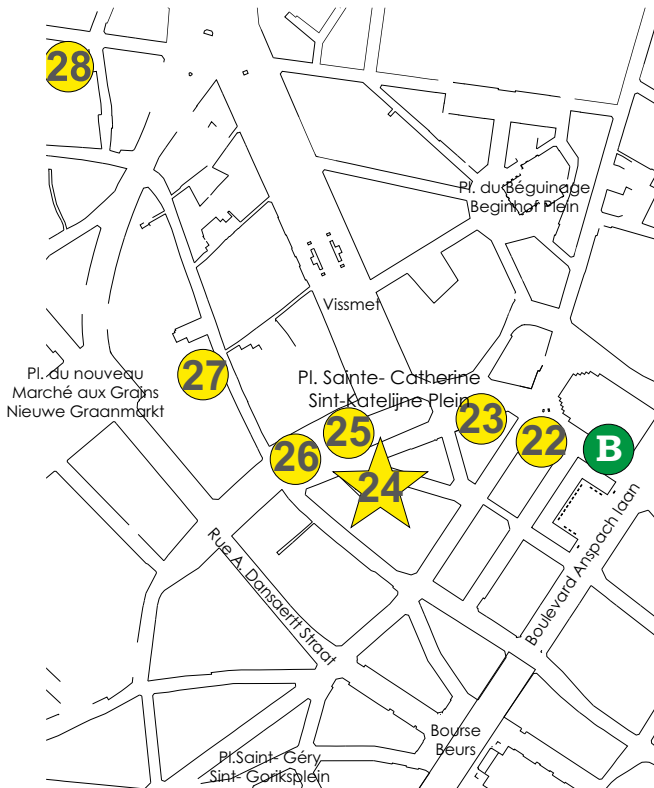 28
Pl. du Béguinage
Beginhof Plein
Vissmet
Pl. du nouveau
Marché aux Grains
Nieuwe Graanmarkt
27
Pl. Sainte- Catherine
Sint-Katelijne Plein
23
25
22
B
26
24
Rue A. Dansaertt Straat
Boulevard Anspach laan
Bourse
Beurs
Pl.Saint- Géry
Sint- Goriksplein